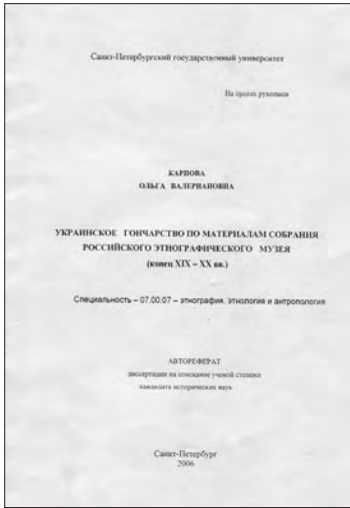 Санкт-Петербургский государственный университет
На правах рукописи
КАРПОВА
ОЛЬГА ВАЛЕРИАНОВНА
УКРАИНСКОЕ ГОНЧАРСТВО ПО МАТЕРИАЛАМ СОБРАНИЯ
РОССИЙСКОГО ЭТНОГРАФИЧЕСКОГО МУЗЕЯ
(конец XIX – XX вв.)
Специальность – 07.00.07 – этнография, этнология и антропология
АВТОРЕФЕРАТ
диссертации на соискание ученой степени
кандидата исторических наук
Санкт-Петербург
2006